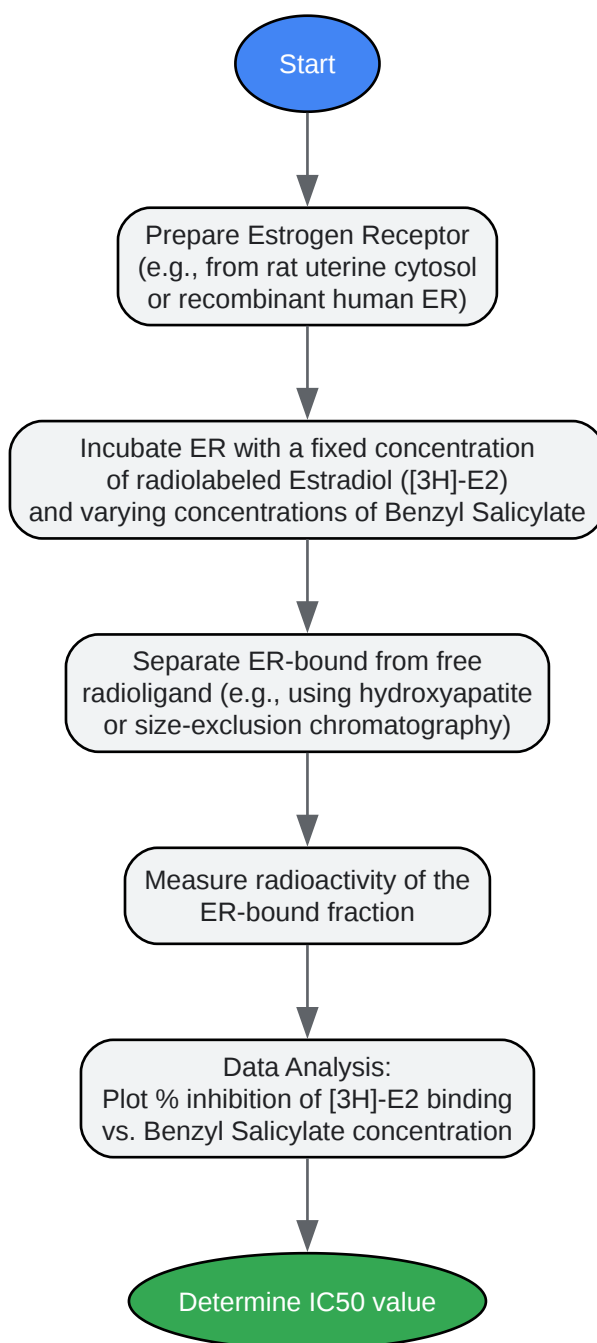 Start
Prepare Estrogen Receptor
(e.g., from rat uterine cytosol
or recombinant human ER)
Incubate ER with a fixed concentration
of radiolabeled Estradiol ([3H]-E2)
and varying concentrations of Benzyl Salicylate
Separate ER-bound from free
radioligand (e.g., using hydroxyapatite
or size-exclusion chromatography)
Measure radioactivity of the
ER-bound fraction
Data Analysis:
Plot % inhibition of [3H]-E2 binding
vs. Benzyl Salicylate concentration
Determine IC50 value